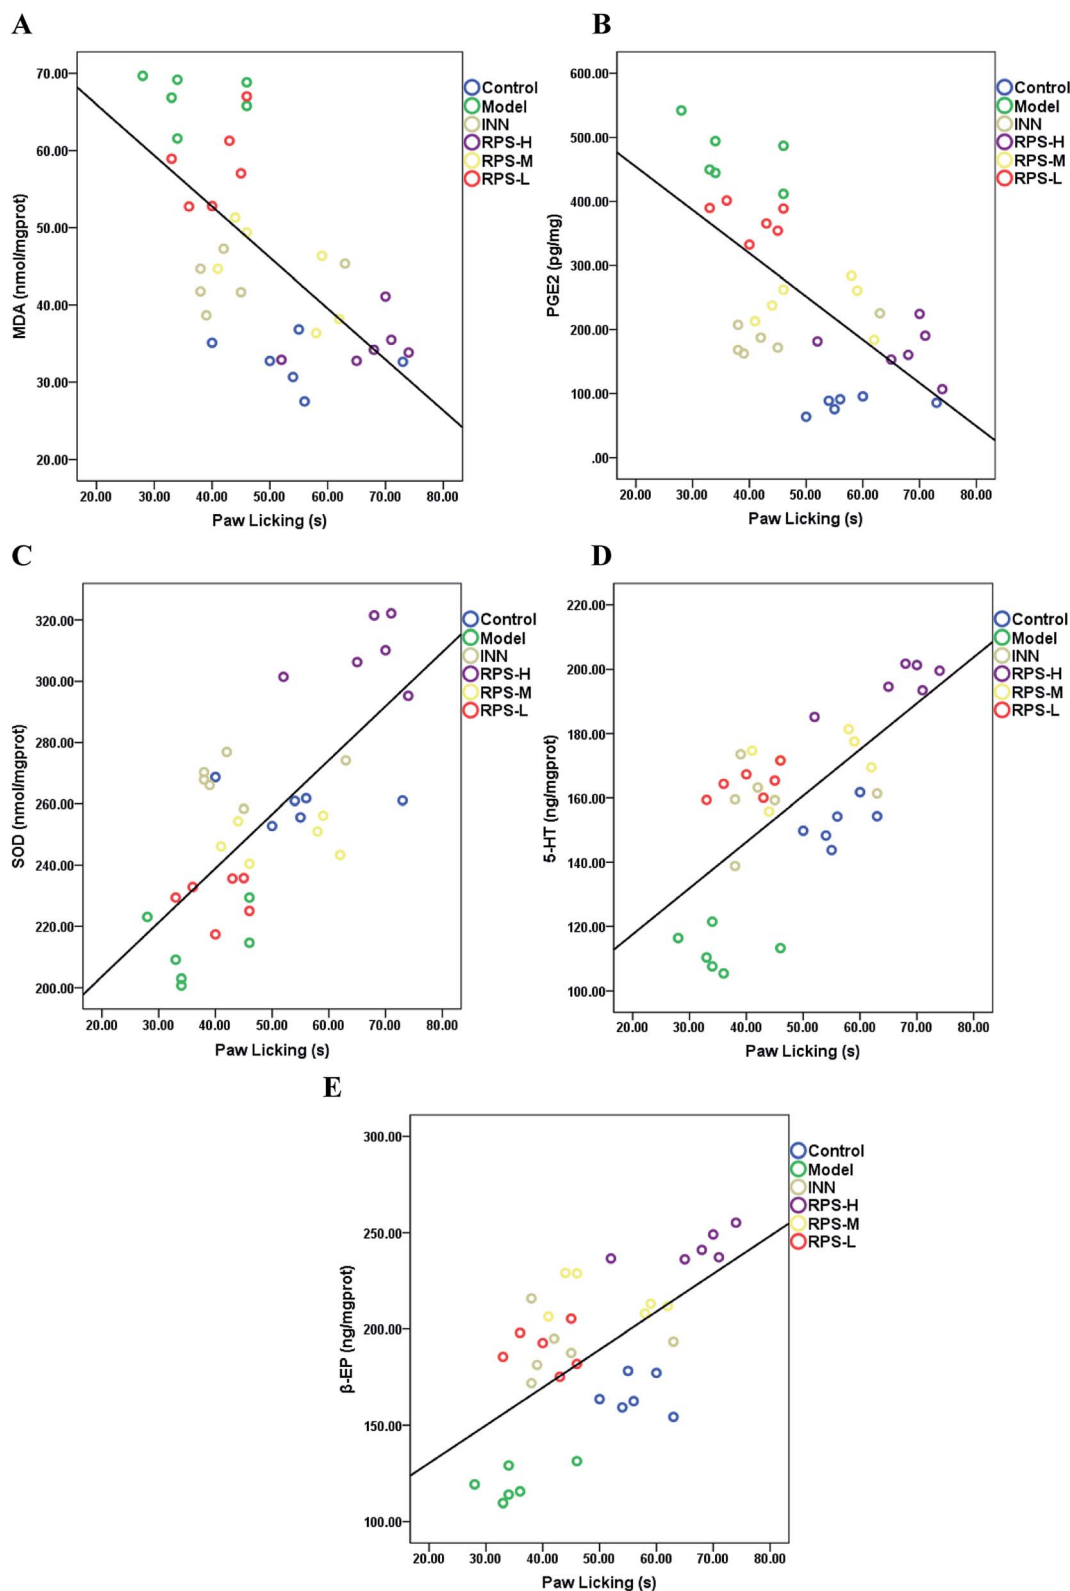 A
70.00
60.00
50.00
40.00
30.00
20.00
MDA (nmol/mgprot)
20.00 30.00 40.00 50.00 60.00 70.00 80.00
Paw Licking (s)
Control
Model
INN
RPS-H
RPS-M
RPS-L
B
600.00
500.00
400.00
300.00
200.00
100.00
.00
PGE2 (pg/mg)
20.00 30.00 40.00 50.00 60.00 70.00 80.00
Paw Licking (s)
Control
Model
INN
RPS-H
RPS-M
RPS-L
C
320.00
300.00
280.00
260.00
240.00
220.00
200.00
SOD (nmol/mgprot)
20.00 30.00 40.00 50.00 60.00 70.00 80.00
Paw Licking (s)
Control
Model
INN
RPS-H
RPS-M
RPS-L
D
220.00
200.00
180.00
160.00
140.00
120.00
100.00
5-HT (ng/mgprot)
20.00 30.00 40.00 50.00 60.00 70.00 80.00
Paw Licking (s)
Control
Model
INN
RPS-H
RPS-M
RPS-L
E
300.00
250.00
200.00
150.00
100.00
β-EP (ng/mgprot)
20.00 30.00 40.00 50.00 60.00 70.00 80.00
Paw Licking (s)
Control
Model
INN
RPS-H
RPS-M
RPS-L